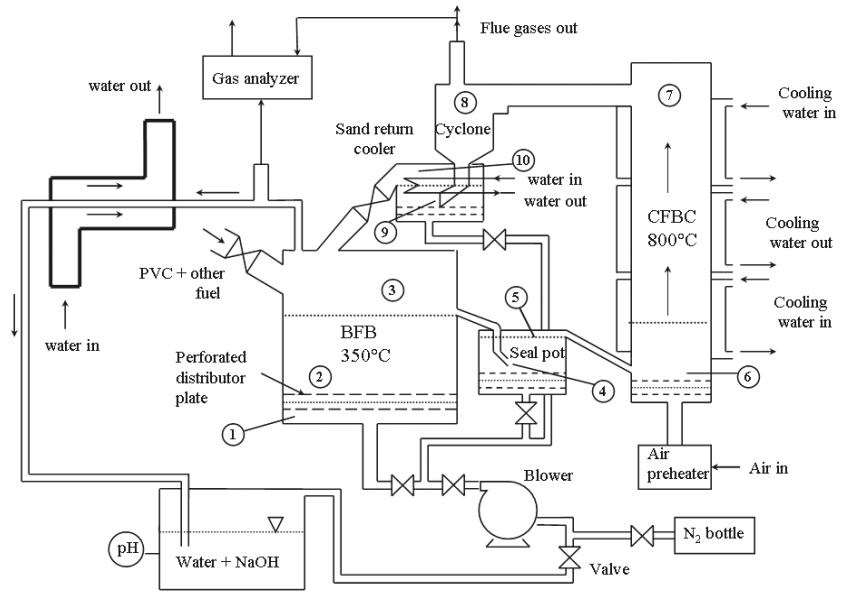 Flue gases out
Gas analyzer
water out
8
7
Cooling
water in
Cyclone
Sand return
cooler
10
water in
water out
9
CFBC
800°C
Cooling
water out
PVC + other
fuel
3
5
Cooling
water in
water in
BFB
350°C
Seal pot
Perforated
distributor
plate
2
4
6
1
Air
preheater
Air in
Blower
N2 bottle
pH
Water + NaOH
Valve